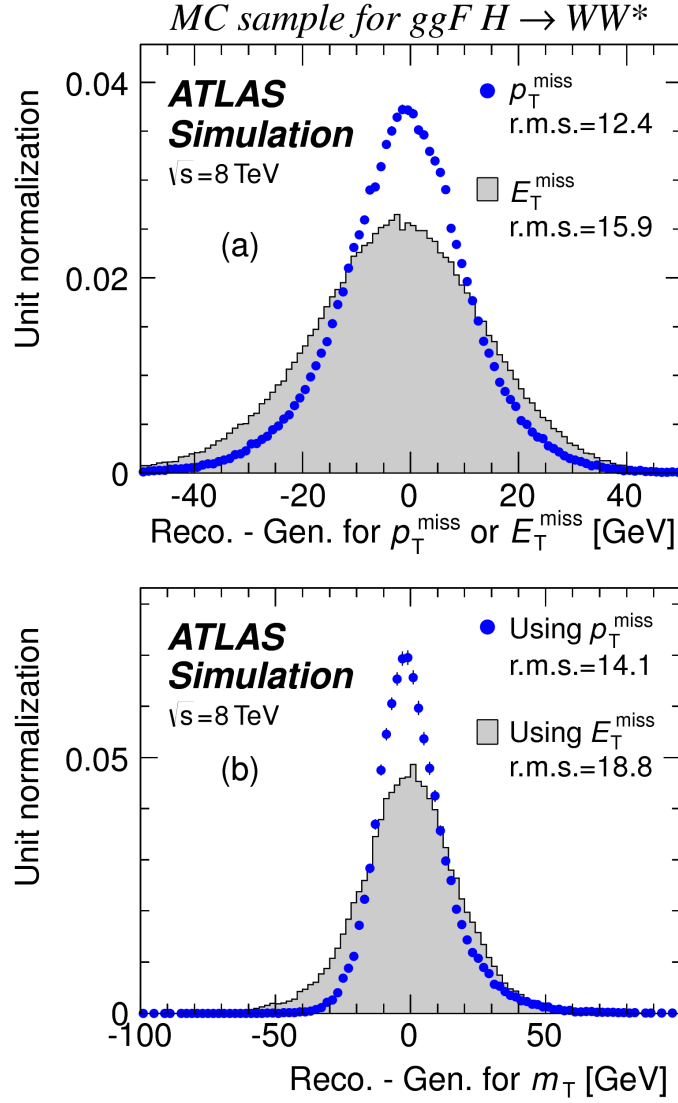 MC sample for ggF H → WW*
0.04
0.02
0
Unit normalization
ATLAS
Simulation
√s=8 TeV
(a)
p_T^miss
r.m.s.=12.4
E_T^miss
r.m.s.=15.9
-40 -20 0 20 40
Reco. - Gen. for p_T^miss or E_T^miss [GeV]
0.05
0
Unit normalization
ATLAS
Simulation
√s=8 TeV
(b)
Using p_T^miss
r.m.s.=14.1
Using E_T^miss
r.m.s.=18.8
-100 -50 0 50
Reco. - Gen. for m_T [GeV]